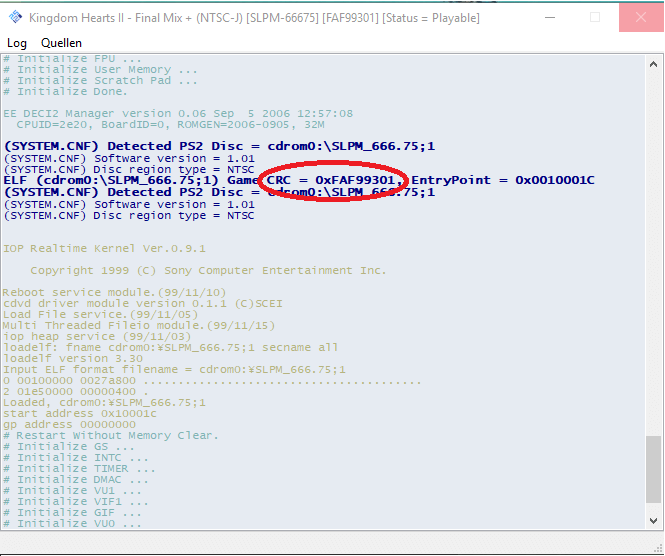 Kingdom Hearts II - Final Mix + (NTSC-J) [SLPM-66675] [FAF99301] [Status = Playable]
Log Quellen
# Initialize FPU ...
# Initialize User Memory ...
# Initialize Scratch Pad ...
# Initialize Done.
EE DECI2 Manager version 0.06 Sep  5 2006 12:57:08
  CPUID=2e20, BoardID=0, ROMGEN=2006-0905, 32M
(SYSTEM.CNF) Detected PS2 Disc = cdrom0:\SLPM_666.75;1
(SYSTEM.CNF) Software version = 1.01
(SYSTEM.CNF) Disc region type = NTSC
ELF (cdrom0:\SLPM_666.75;1) Game CRC = 0xFAF99301, EntryPoint = 0x0010001C
(SYSTEM.CNF) Detected PS2 Disc = cdrom0:\SLPM_666.75;1
(SYSTEM.CNF) Software version = 1.01
(SYSTEM.CNF) Disc region type = NTSC
IOP Realtime Kernel Ver.0.9.1
    Copyright 1999 (C) Sony Computer Entertainment Inc.
Reboot service module.(99/11/10)
cdvd driver module version 0.1.1 (C)SCEI
Load File service.(99/11/05)
Multi Threaded Fileio module.(99/11/15)
iop heap service (99/11/03)
loadelf: fname cdrom0:¥SLPM_666.75;1 secname all
loadelf version 3.30
Input ELF format filename = cdrom0:¥SLPM_666.75;1
0 00100000 0027a800 ........................................
2 01e50000 00000400 .
Loaded, cdrom0:¥SLPM_666.75;1
start address 0x10001c
gp address 00000000
# Restart Without Memory Clear.
# Initialize GS ...
# Initialize INTC ...
# Initialize TIMER ...
# Initialize DMAC ...
# Initialize VU1 ...
# Initialize VIF1 ...
# Initialize GIF ...
# Initialize VU0 ...